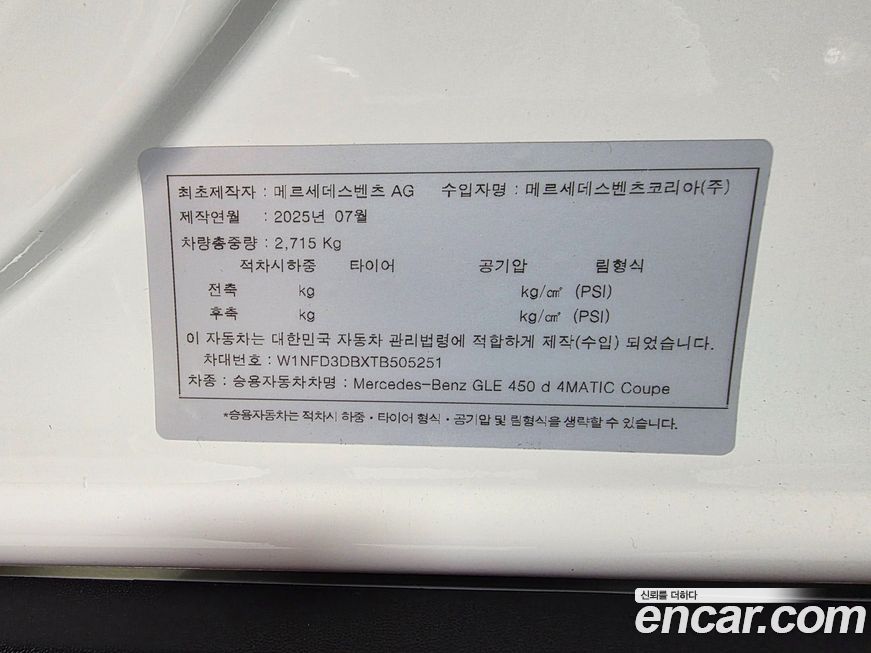 최초제작자 : 메르세데스벤츠 AG 수입자명 : 메르세데스벤츠코리아(주)
제작연월 : 2025년 07월
차량총중량 : 2,715 Kg
적차시하중 타이어 공기압 림형식
전축 kg kg/㎠ (PSI)
후축 kg kg/㎠ (PSI)
이 자동차는 대한민국 자동차 관리법령에 적합하게 제작(수입) 되었습니다.
차대번호 : W1NFD3DBXTB505251
차종 : 승용자동차차명 : Mercedes-Benz GLE 450 d 4MATIC Coupe
*승용자동차는 적차시 하중·타이어 형식·공기압 및 림형식을 생략할 수 있습니다.
신뢰를 더하다
encar.com